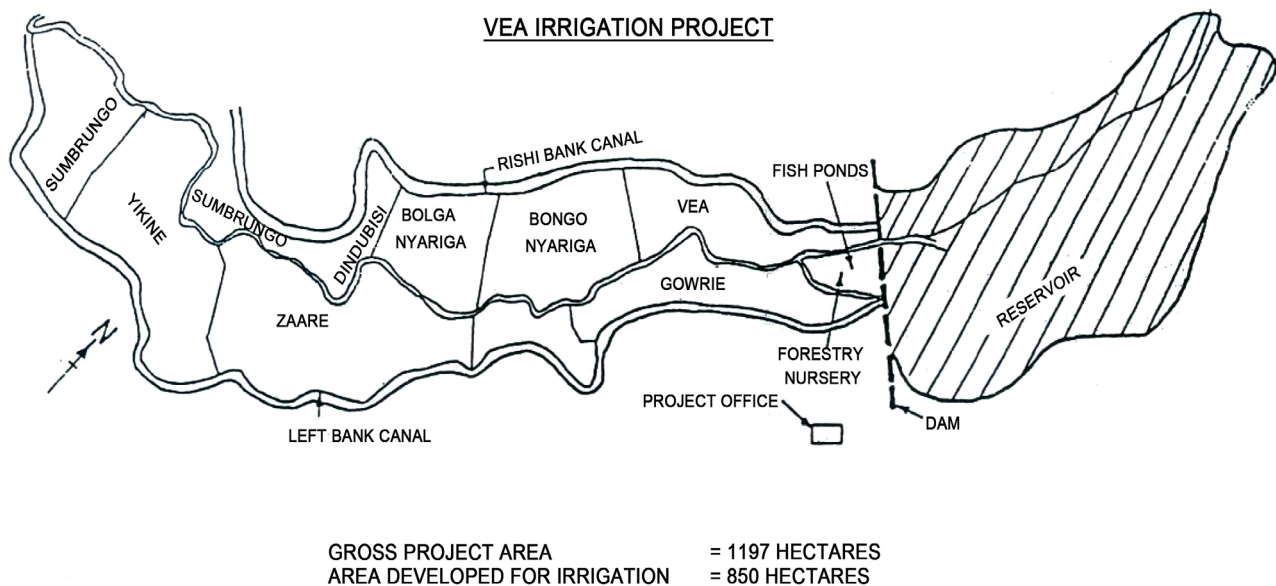 VEA IRRIGATION PROJECT
SUMBRUNGO
YIKINE
SUMBRUNGO
DINDUBISI
BOLGA
NYARIGA
RISHI BANK CANAL
BONGO
NYARIGA
VEA
FISH PONDS
GOWRIE
ZAARE
RESERVOIR
N
FORESTRY
NURSERY
PROJECT OFFICE
DAM
LEFT BANK CANAL
GROSS PROJECT AREA = 1197 HECTARES
AREA DEVELOPED FOR IRRIGATION = 850 HECTARES